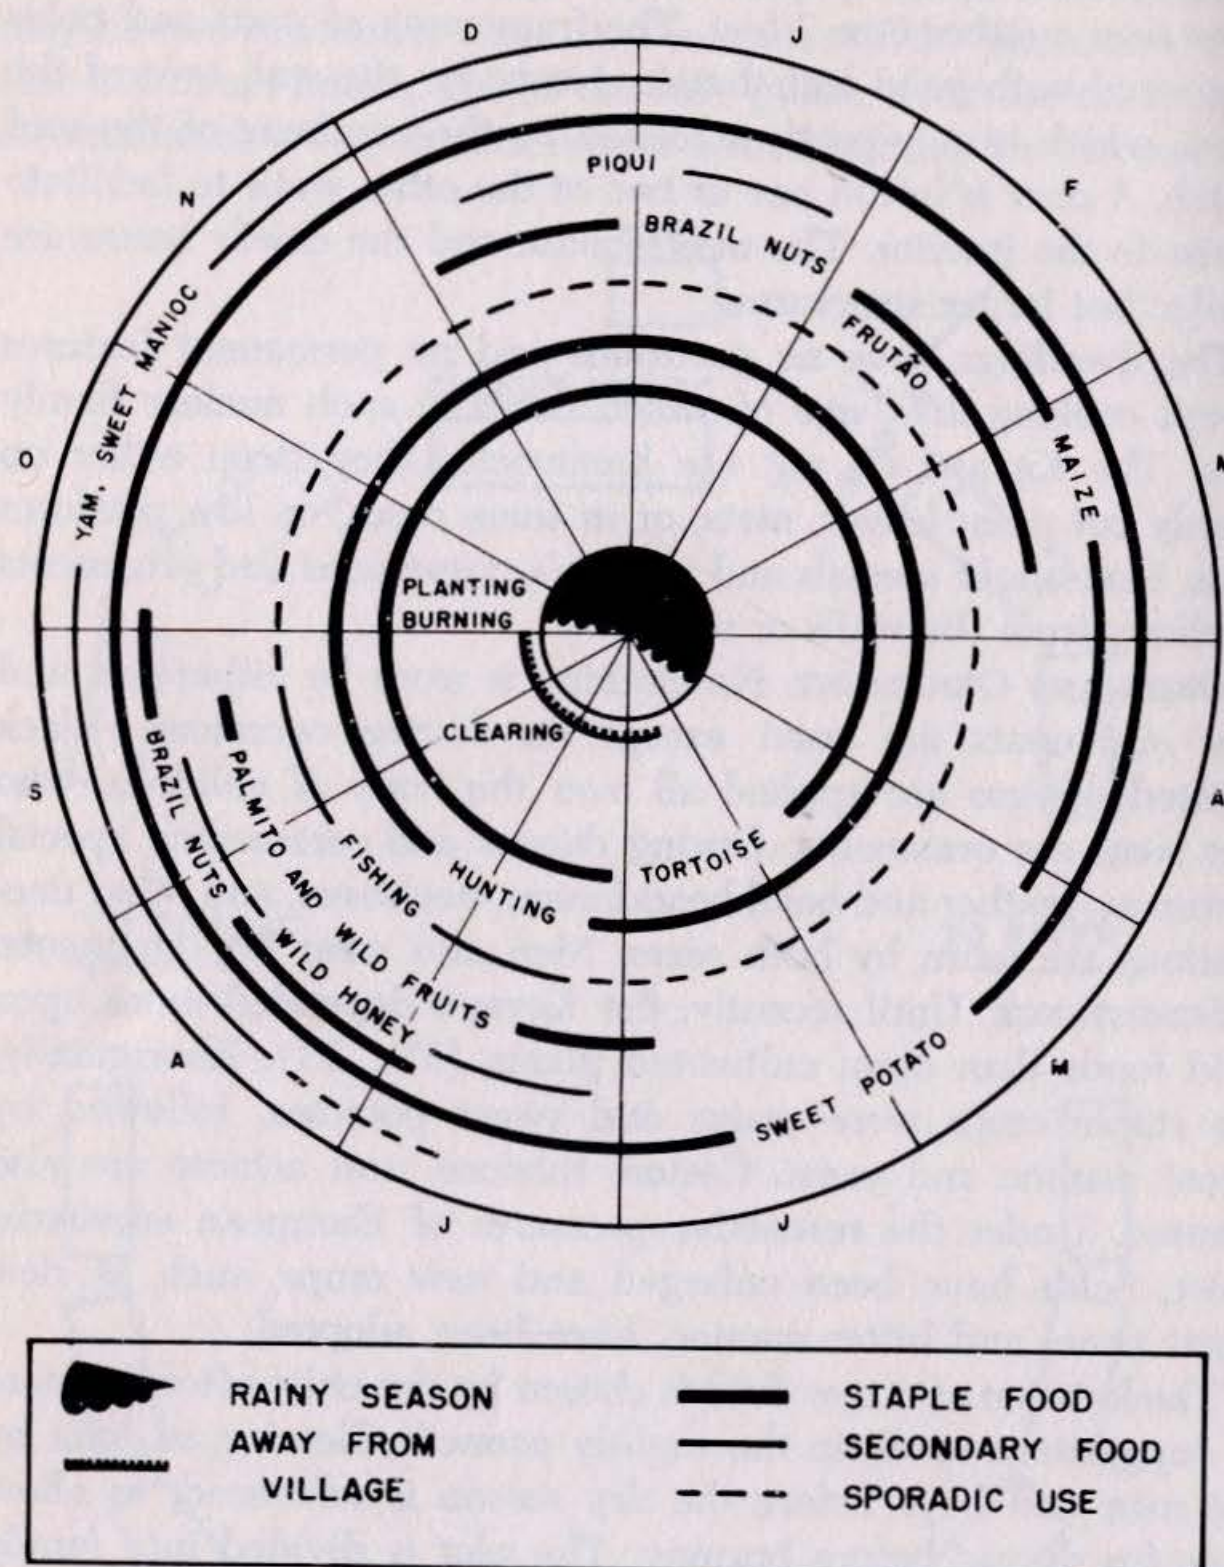 D
J
N
F
O
M
S
A
A
M
J
J
PIQUI
BRAZIL NUTS
FRUTÃO
MAIZE
YAM, SWEET MANIOC
PLANTING
BURNING
CLEARING
TORTOISE
HUNTING
FISHING
PALMITO AND WILD FRUITS
BRAZIL NUTS
WILD HONEY
SWEET POTATO
RAINY SEASON
AWAY FROM
VILLAGE
STAPLE FOOD
SECONDARY FOOD
SPORADIC USE